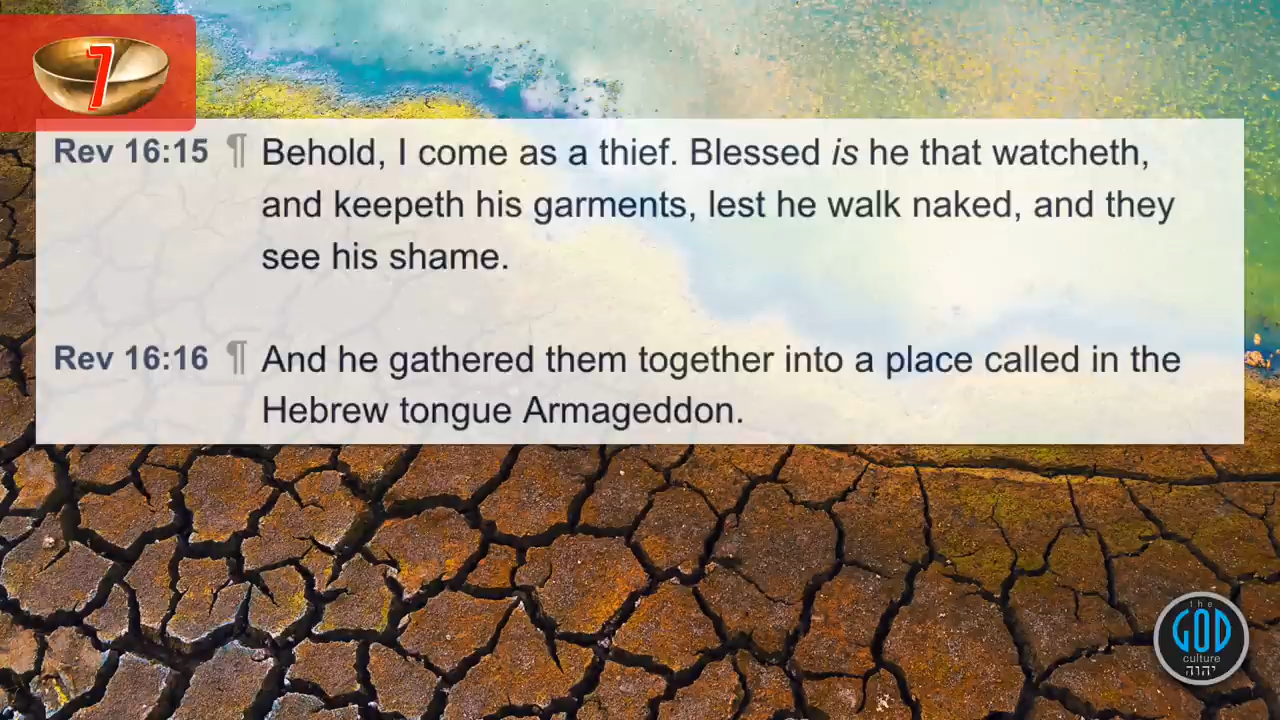 7
Rev 16:15 ¶ Behold, I come as a thief. Blessed is he that watcheth,
and keepeth his garments, lest he walk naked, and they
see his shame.
Rev 16:16 ¶ And he gathered them together into a place called in the
Hebrew tongue Armageddon.
the
GOD
culture
יהוה